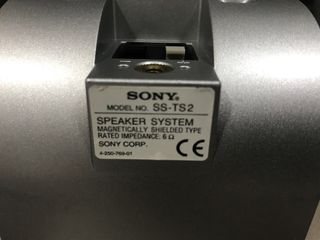 SONY®
MODEL NO. SS-TS2
SPEAKER SYSTEM
MAGNETICALLY SHIELDED TYPE
RATED IMPEDANCE: 6 Ω
SONY CORP.
4-250-769-01
CE